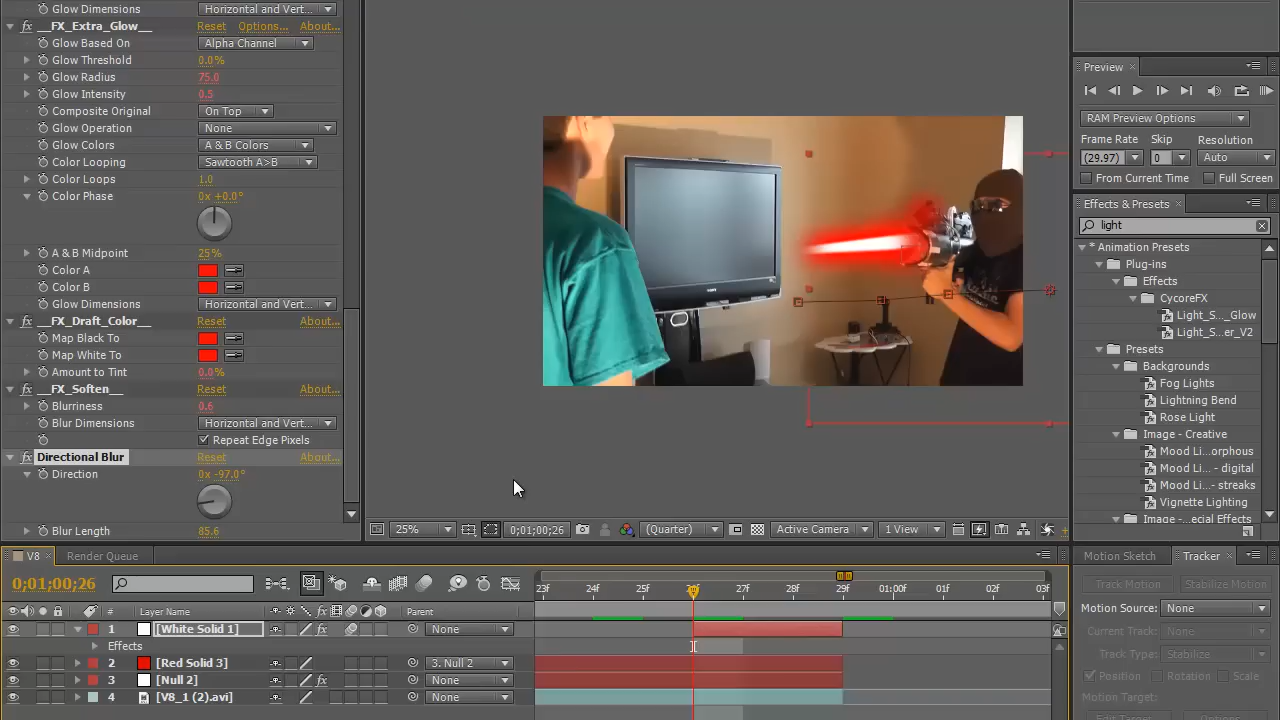 Glow Dimensions Horizontal and Vert...
fx __FX_Extra_Glow__ Reset Options... About...
Glow Based On Alpha Channel
Glow Threshold 0.0%
Glow Radius 75.0
Glow Intensity 0.5
Composite Original On Top
Glow Operation None
Glow Colors A & B Colors
Color Looping Sawtooth A>B
Color Loops 1.0
Color Phase 0x +0.0°
A & B Midpoint 25%
Color A
Color B
Glow Dimensions Horizontal and Vert...
fx __FX_Draft_Color__ Reset About...
Map Black To
Map White To
Amount to Tint 0.0%
fx __FX_Soften__ Reset About...
Blurriness 0.6
Blur Dimensions Horizontal and Vert...
Repeat Edge Pixels
fx Directional Blur Reset About...
Direction 0x -97.0°
Blur Length 85.6
25% 0;01;00;26 (Quarter) Active Camera 1 View
Preview
RAM Preview Options
Frame Rate Skip Resolution
(29.97) 0 Auto
From Current Time Full Screen
Effects & Presets
light
* Animation Presets
Plug-ins
Effects
CycoreFX
Light_S..._Glow
Light_S...er_V2
Presets
Backgrounds
Fog Lights
Lightning Bend
Rose Light
Image - Creative
Mood Li...orphous
Mood Li... - digital
Mood Li...- streaks
Vignette Lighting
Image -...ecial Effects
V8 Render Queue
0;01;00;26
23f 24f 25f 27f 28f 29f 01:00f 02f 03f
# Layer Name fx Parent
1 [White Solid 1] fx None
Effects
2 [Red Solid 3] 3. Null 2
3 [Null 2] fx None
4 V8_1 (2).avi None
Motion Sketch Tracker
Track Motion Stabilize Motion
Motion Source: None
Current Track: None
Track Type: Stabilize
Position Rotation Scale
Motion Target:
Edit Target... Options...